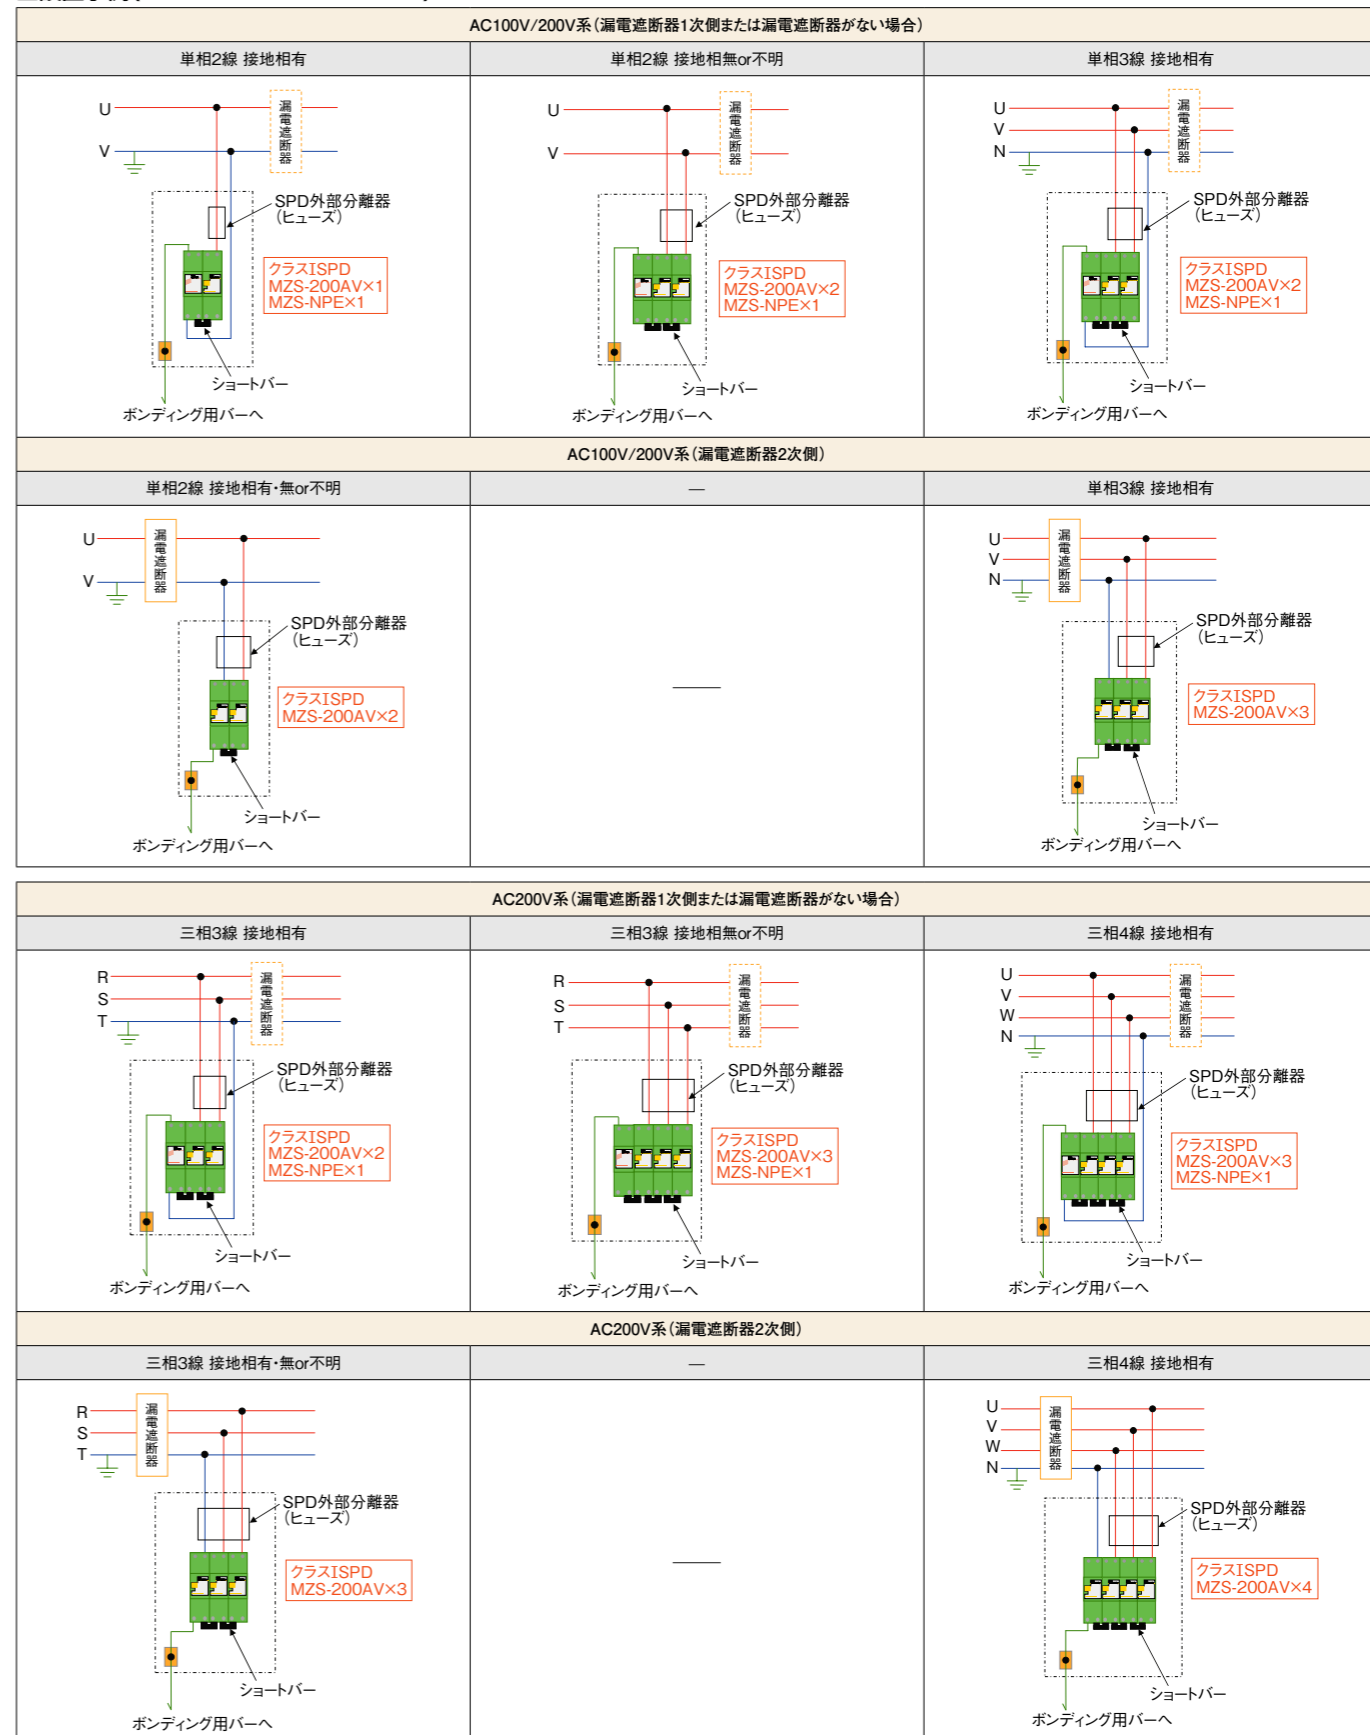 AC100V/200V系（漏電遮断器1次側または漏電遮断器がない場合）
単相2線 接地相有
単相2線 接地相無or不明
単相3線 接地相有
U
V
漏電遮断器
SPD外部分離器
（ヒューズ）
クラスISPD
MZS-200AV×1
MZS-NPE×1
ショートバー
ボンディング用バーへ
U
V
漏電遮断器
SPD外部分離器
（ヒューズ）
クラスISPD
MZS-200AV×2
MZS-NPE×1
ショートバー
ボンディング用バーへ
U
V
N
漏電遮断器
SPD外部分離器
（ヒューズ）
クラスISPD
MZS-200AV×2
MZS-NPE×1
ショートバー
ボンディング用バーへ
AC100V/200V系（漏電遮断器2次側）
単相2線 接地相有・無or不明
—
単相3線 接地相有
U
V
漏電遮断器
SPD外部分離器
（ヒューズ）
クラスISPD
MZS-200AV×2
ショートバー
ボンディング用バーへ
——
U
V
N
漏電遮断器
SPD外部分離器
（ヒューズ）
クラスISPD
MZS-200AV×3
ショートバー
ボンディング用バーへ
AC200V系（漏電遮断器1次側または漏電遮断器がない場合）
三相3線 接地相有
三相3線 接地相無or不明
三相4線 接地相有
R
S
T
漏電遮断器
SPD外部分離器
（ヒューズ）
クラスISPD
MZS-200AV×2
MZS-NPE×1
ショートバー
ボンディング用バーへ
R
S
T
漏電遮断器
SPD外部分離器
（ヒューズ）
クラスISPD
MZS-200AV×3
MZS-NPE×1
ショートバー
ボンディング用バーへ
U
V
W
N
漏電遮断器
SPD外部分離器
（ヒューズ）
クラスISPD
MZS-200AV×3
MZS-NPE×1
ショートバー
ボンディング用バーへ
AC200V系（漏電遮断器2次側）
三相3線 接地相有・無or不明
—
三相4線 接地相有
R
S
T
漏電遮断器
SPD外部分離器
（ヒューズ）
クラスISPD
MZS-200AV×3
ショートバー
ボンディング用バーへ
——
U
V
W
N
漏電遮断器
SPD外部分離器
（ヒューズ）
クラスISPD
MZS-200AV×4
ショートバー
ボンディング用バーへ